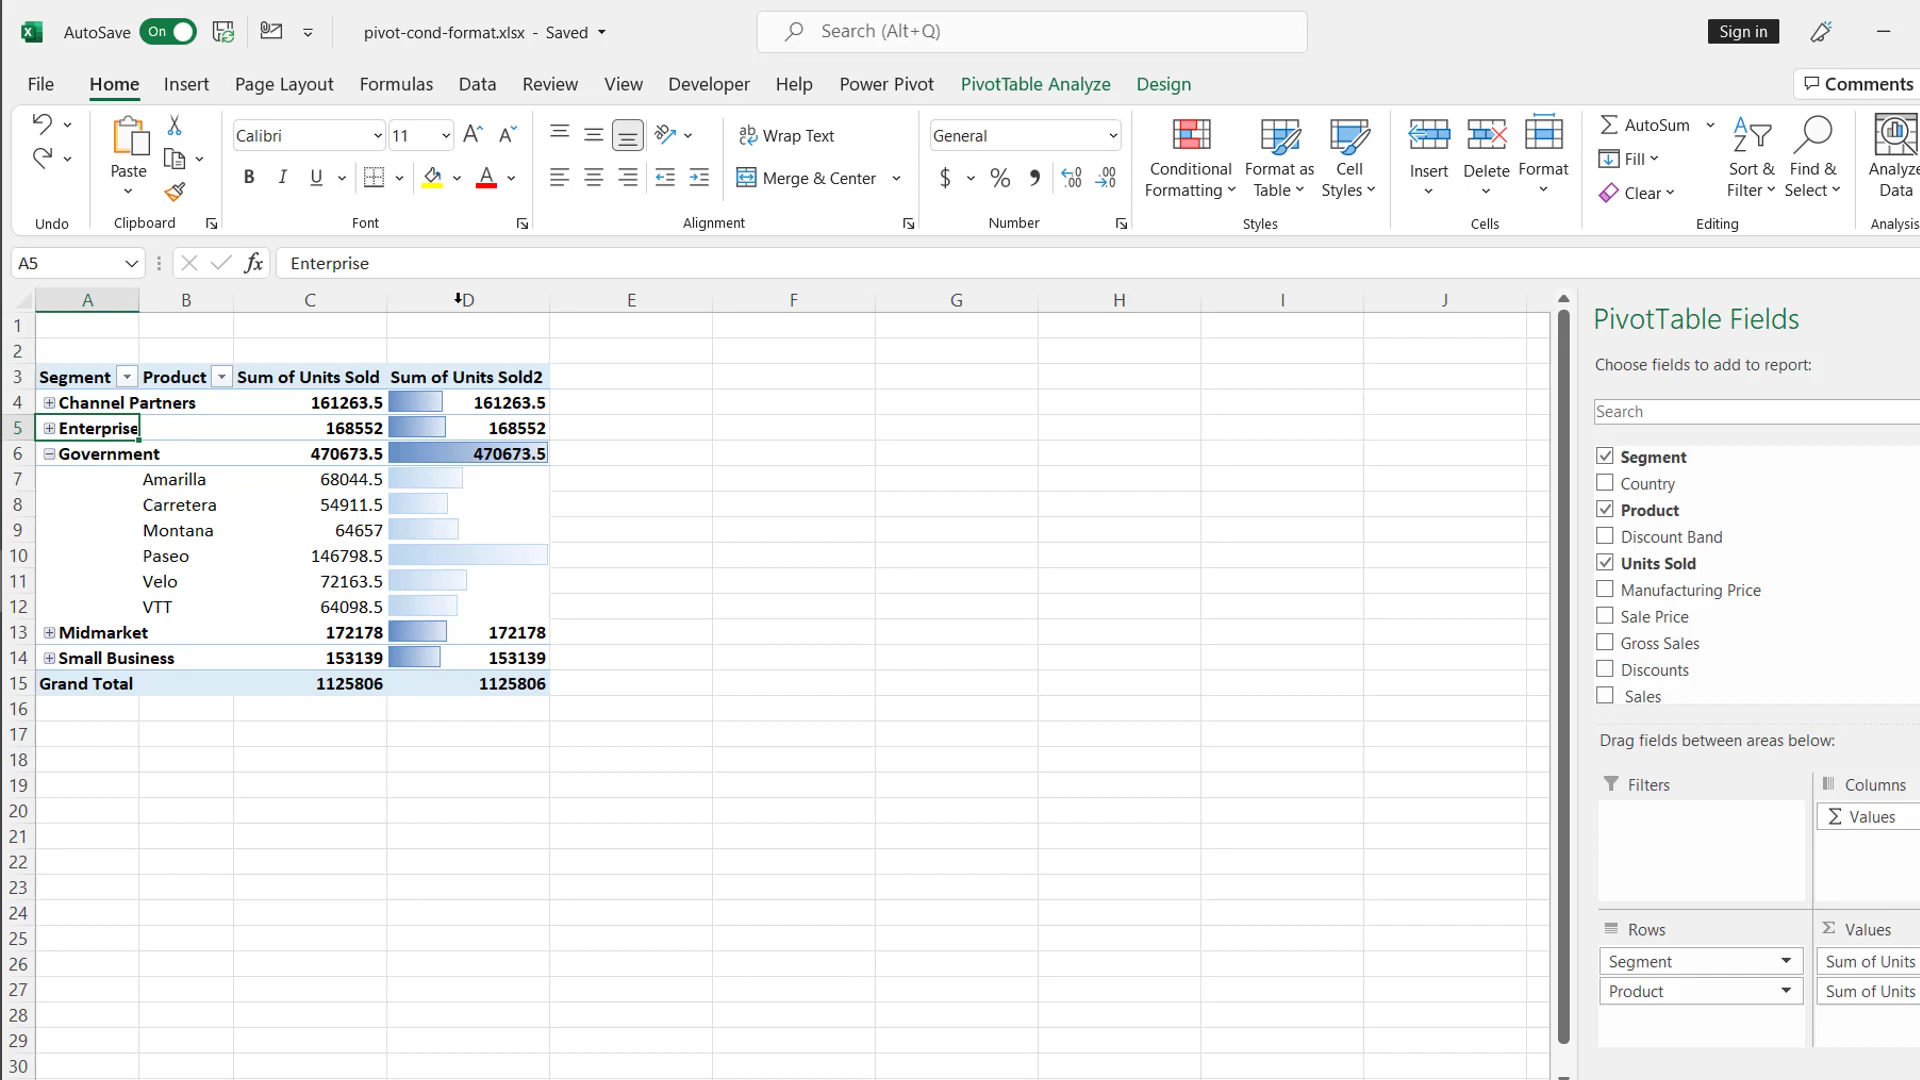 AutoSave On pivot-cond-format.xlsx - Saved Search (Alt+Q) Sign in
File Home Insert Page Layout Formulas Data Review View Developer Help Power Pivot PivotTable Analyze Design Comments
Calibri 11 Wrap Text General AutoSum
Paste Conditional Formatting Format as Table Cell Styles Insert Delete Format Fill Sort & Filter Find & Select Analyze Data
B I U Merge & Center $ % Clear
Undo Clipboard Font Alignment Number Styles Cells Editing Analysis
A5 fx Enterprise
A B C D E F G H I J
1
2
3 Segment Product Sum of Units Sold Sum of Units Sold2
4 Channel Partners 161263.5 161263.5
5 Enterprise 168552 168552
6 Government 470673.5 470673.5
7 Amarilla 68044.5
8 Carretera 54911.5
9 Montana 64657
10 Paseo 146798.5
11 Velo 72163.5
12 VTT 64098.5
13 Midmarket 172178 172178
14 Small Business 153139 153139
15 Grand Total 1125806 1125806
16
17
18
19
20
21
22
23
24
25
26
27
28
29
30
PivotTable Fields
Choose fields to add to report:
Search
Segment
Country
Product
Discount Band
Units Sold
Manufacturing Price
Sale Price
Gross Sales
Discounts
Sales
Drag fields between areas below:
Filters Columns
Values
Rows Values
Segment Sum of Units
Product Sum of Units